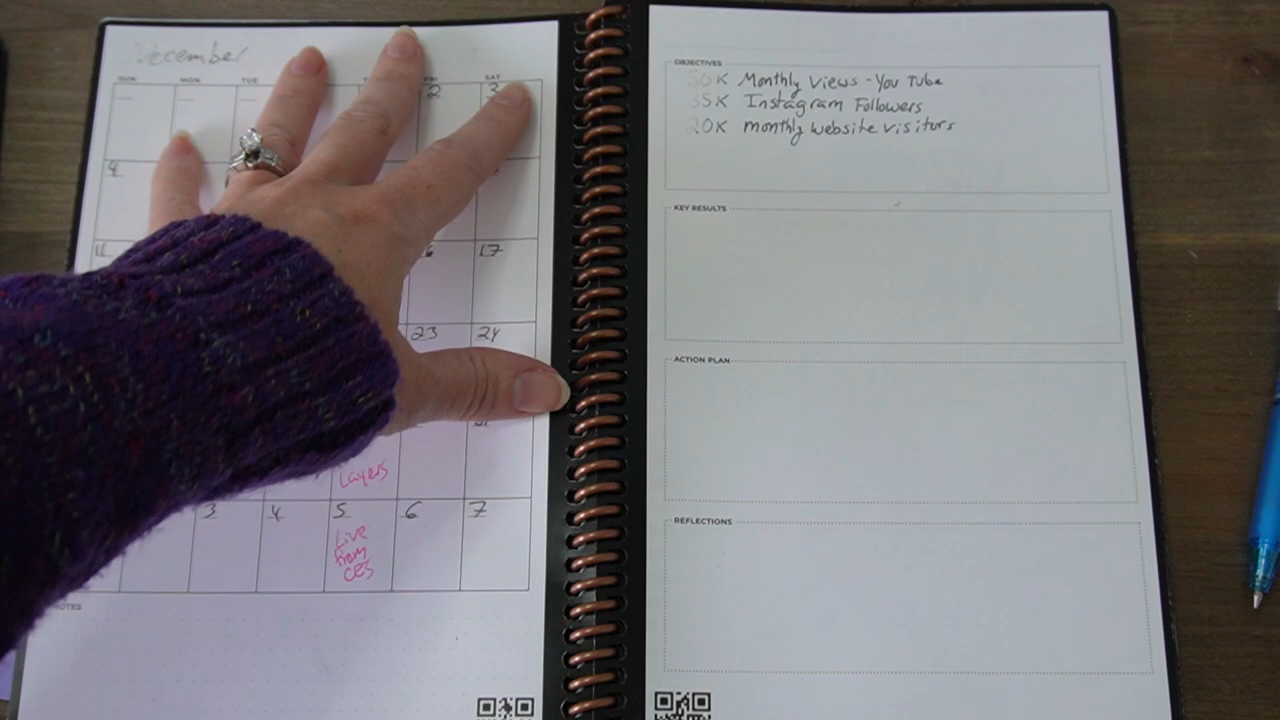 December
SUN MON TUE FRI SAT
2 3
4
11 16 17
23 24
Layers
3 4 5 6 7
Live
from
CES
NOTES
OBJECTIVES
50K Monthly Views - You Tube
35K Instagram Followers
20K monthly website visitors
KEY RESULTS
ACTION PLAN
REFLECTIONS